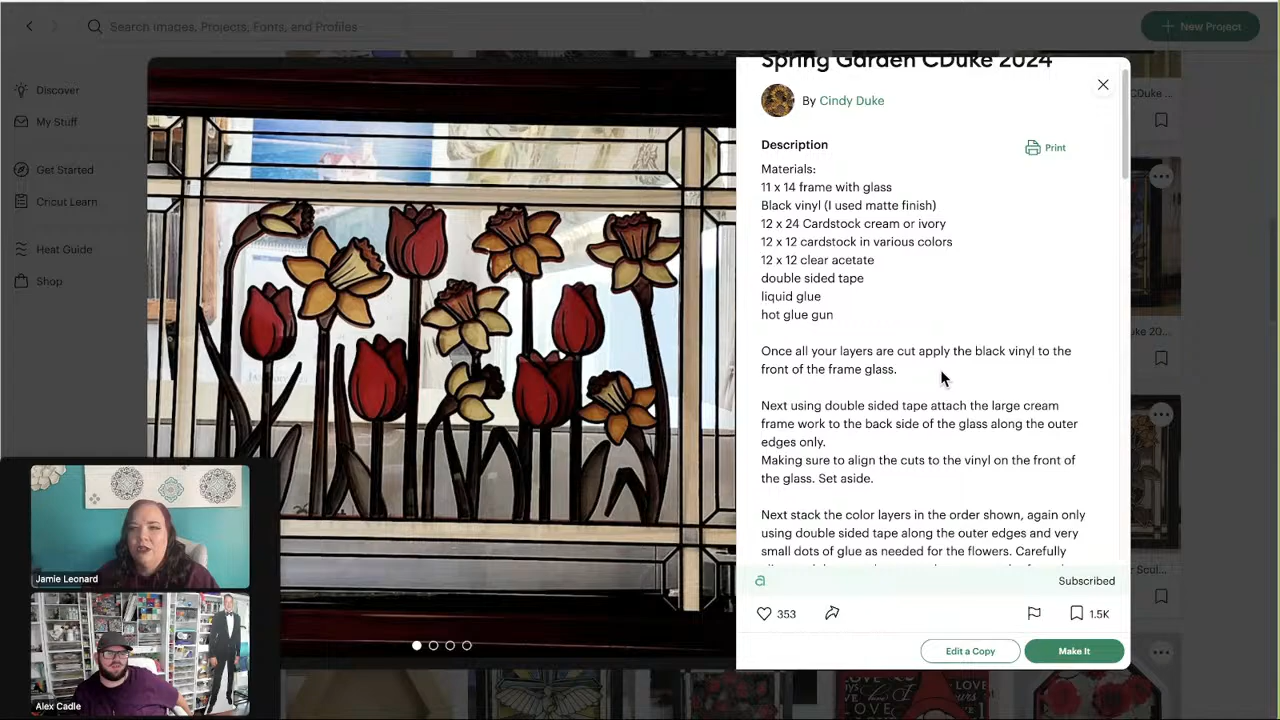 Search Images, Projects, Fonts, and Profiles
New Project
Discover
My Stuff
Get Started
Cricut Learn
Heat Guide
Shop
Spring Garden CDuke 2024
By Cindy Duke
Description
Print
Materials:
11 x 14 frame with glass
Black vinyl (I used matte finish)
12 x 24 Cardstock cream or ivory
12 x 12 cardstock in various colors
12 x 12 clear acetate
double sided tape
liquid glue
hot glue gun
Once all your layers are cut apply the black vinyl to the
front of the frame glass.
Next using double sided tape attach the large cream
frame work to the back side of the glass along the outer
edges only.
Making sure to align the cuts to the vinyl on the front of
the glass. Set aside.
Next stack the color layers in the order shown, again only
using double sided tape along the outer edges and very
small dots of glue as needed for the flowers. Carefully
Subscribed
353
1.5K
Edit a Copy
Make It
CDuke ...
uke 20...
r Soul...
Jamie Leonard
Alex Cadle
LOVE